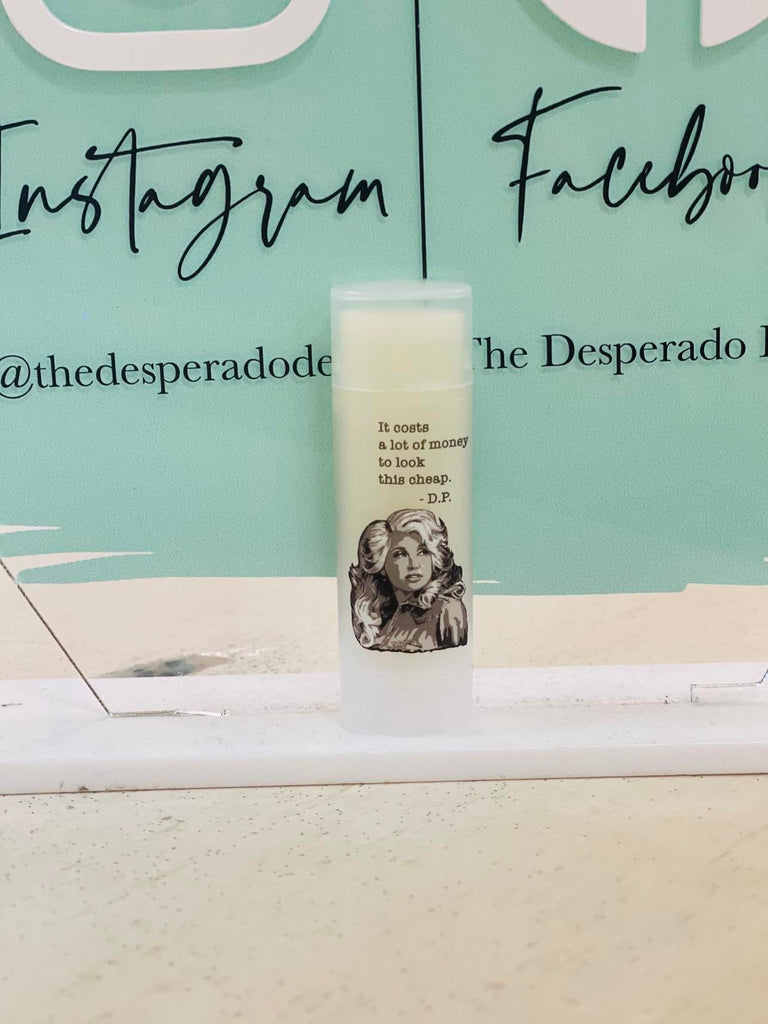 Instagram
Faceboo
@thedesperadode
The Desperado
It costs
a lot of money
to look
this cheap.
- D.P.